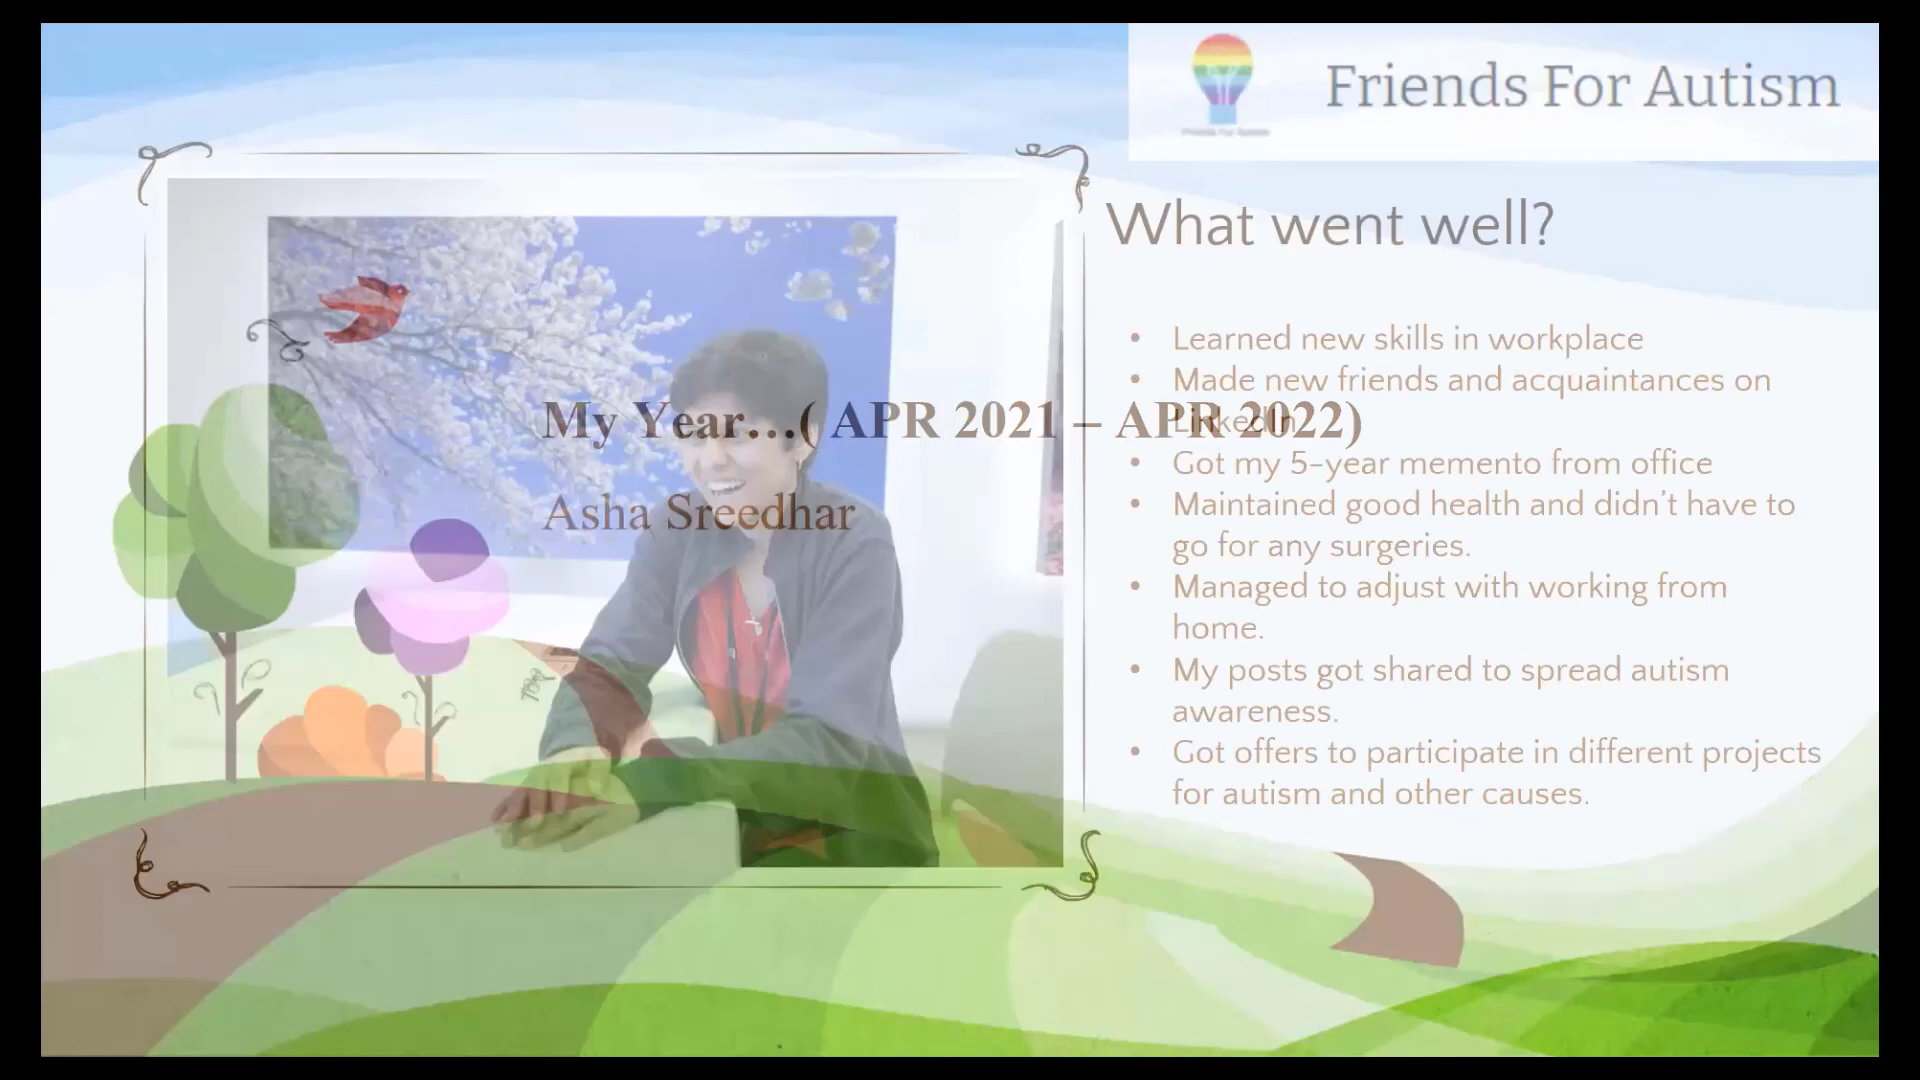 Friends For Autism
Friends For Autism
What went well?
• Learned new skills in workplace
• Made new friends and acquaintances on
LinkedIn
• Got my 5-year memento from office
• Maintained good health and didn't have to
go for any surgeries.
• Managed to adjust with working from
home.
• My posts got shared to spread autism
awareness.
• Got offers to participate in different projects
for autism and other causes.
My Year...( APR 2021 – APR 2022)
Asha Sreedhar